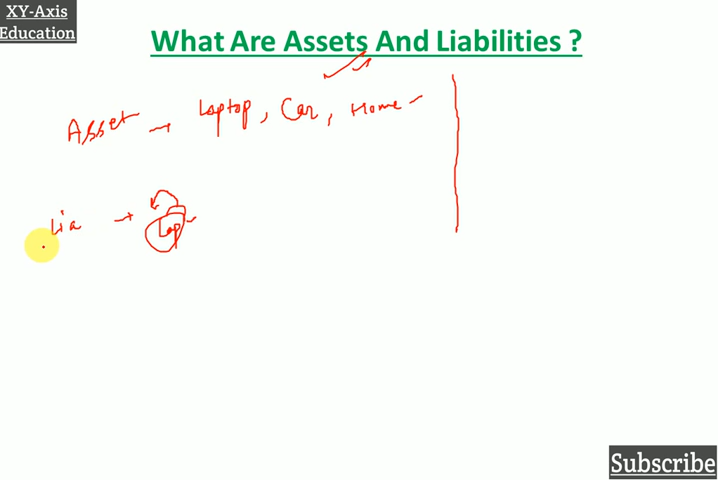 XY-Axis
Education
What Are Assets And Liabilities ?
Asset → Laptop, Car, Home
Lia → Lap
Subscribe